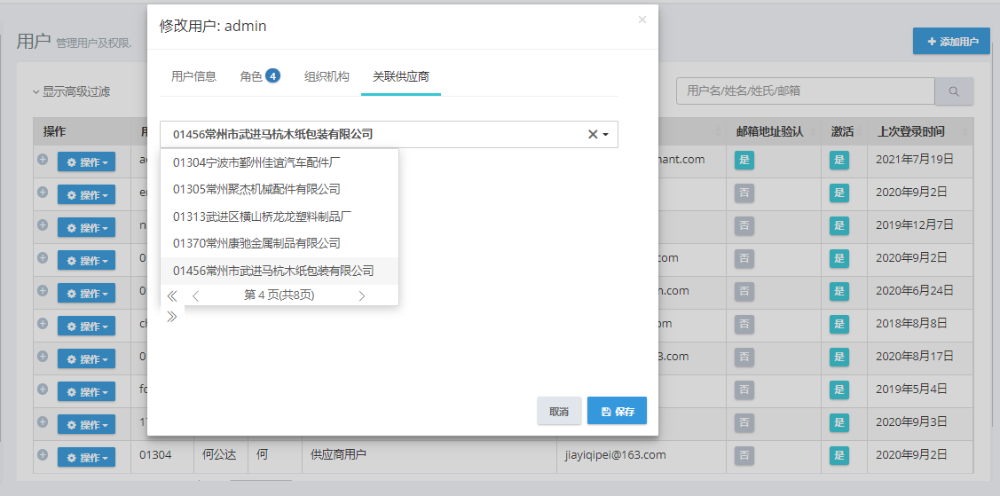 修改用户: admin
×
用户 管理用户及权限.
添加用户
用户信息 角色 4 组织机构 关联供应商
显示高级过滤
用户名/姓名/姓氏/邮箱
01456常州市武进马杭木纸包装有限公司
操作 邮箱地址验认 激活 上次登录时间
01304宁波市鄞州佳谊汽车配件厂
01305常州聚杰机械配件有限公司
01313武进区横山桥龙龙塑料制品厂
01370常州康驰金属制品有限公司
01456常州市武进马杭木纸包装有限公司
第 4 页(共8页)
操作 mant.com 是 是 2021年7月19日
操作 否 是 2020年9月2日
操作 否 是 2019年12月7日
操作 com 否 是 2020年9月2日
操作 .com 否 是 2020年6月24日
操作 否 是 2018年8月8日
操作 3.com 否 是 2020年8月17日
操作 否 是 2019年5月4日
操作 否 是 2020年9月3日
取消 保存
操作 01304 何公达 何 供应商用户 jiayiqipei@163.com 否 是 2020年9月2日